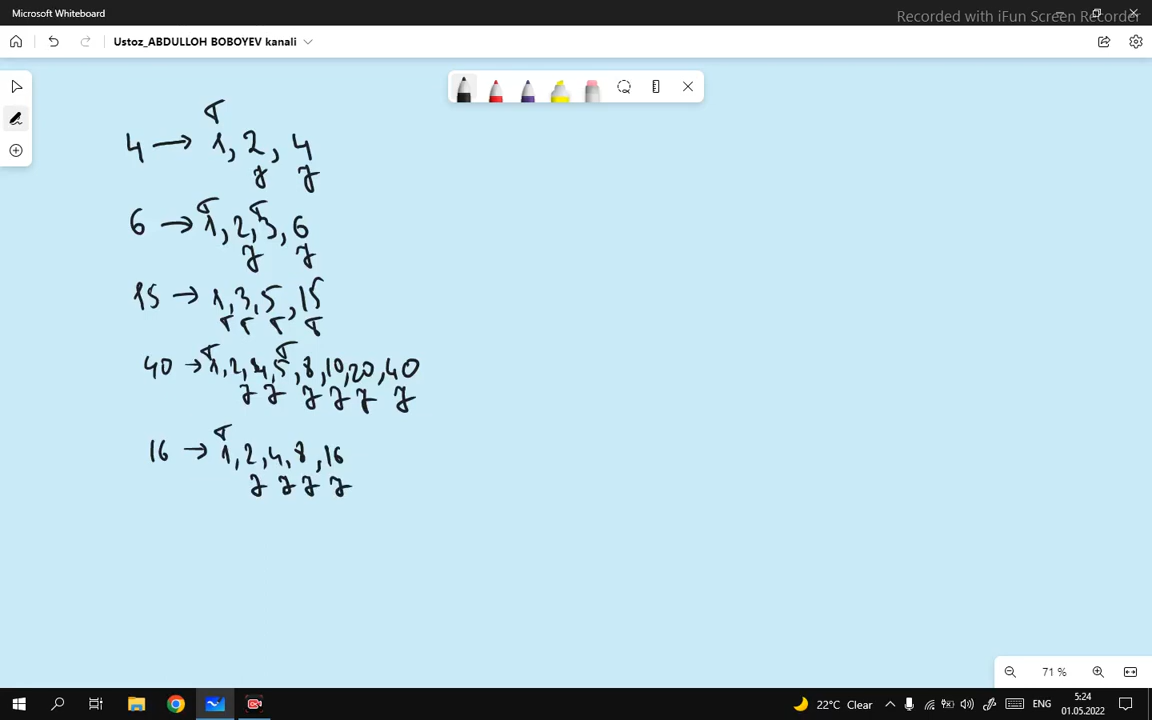 Microsoft Whiteboard
Recorded with iFun Screen Recorder
Ustoz_ABDULLOH BOBOYEV kanali
T
4 → 1, 2, 4
J J
T T
6 → 1, 2, 3, 6
J J
15 → 1, 3, 5, 15
T T T T
T T
40 → 1, 2, 4, 5, 8, 10, 20, 40
J J J J J J
T
16 → 1, 2, 4, 8, 16
J J J J
71 %
22°C Clear
ENG
5:24
01.05.2022